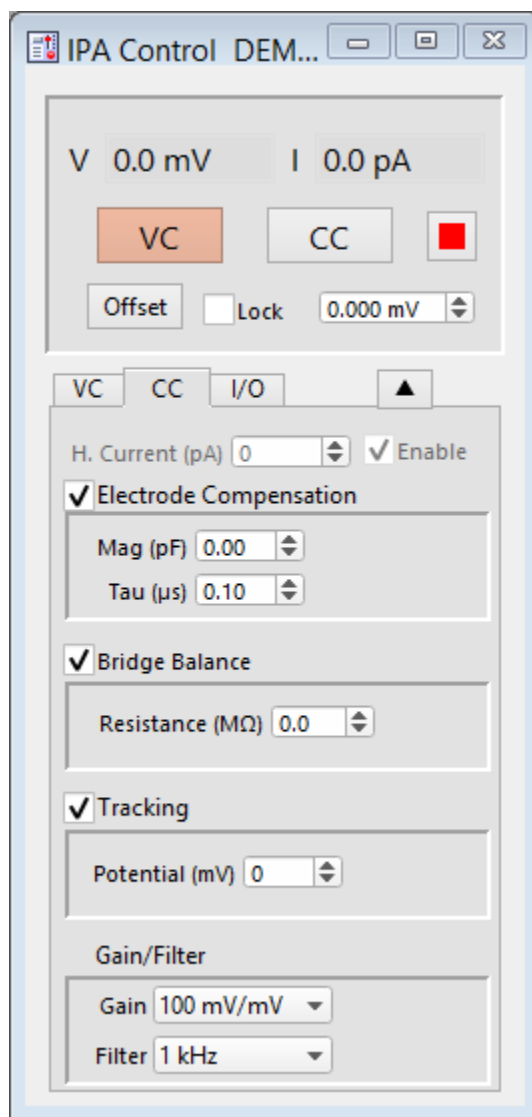 IPA Control DEM...
V 0.0 mV I 0.0 pA
VC CC
Offset Lock 0.000 mV
VC CC I/O
H. Current (pA) 0 Enable
Electrode Compensation
Mag (pF) 0.00
Tau (µs) 0.10
Bridge Balance
Resistance (MΩ) 0.0
Tracking
Potential (mV) 0
Gain/Filter
Gain 100 mV/mV
Filter 1 kHz